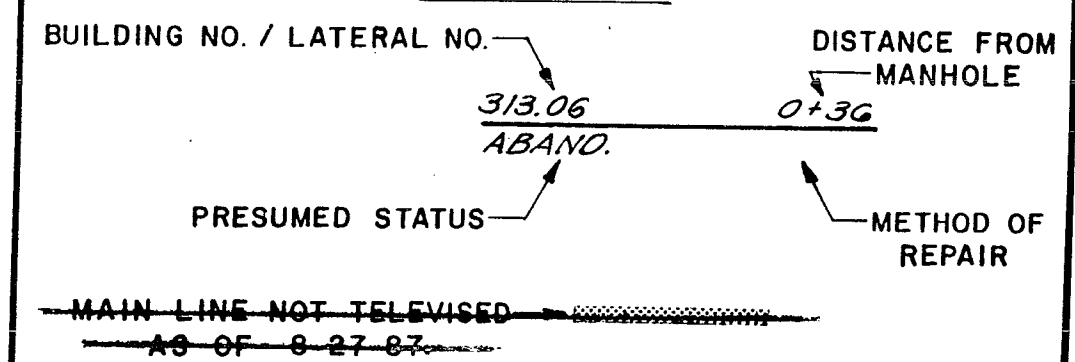 BUILDING NO. / LATERAL NO.
DISTANCE FROM
MANHOLE
313.06 0+36
ABAND.
PRESUMED STATUS
METHOD OF
REPAIR
MAIN LINE NOT TELEVISED
AS OF 8-27-87